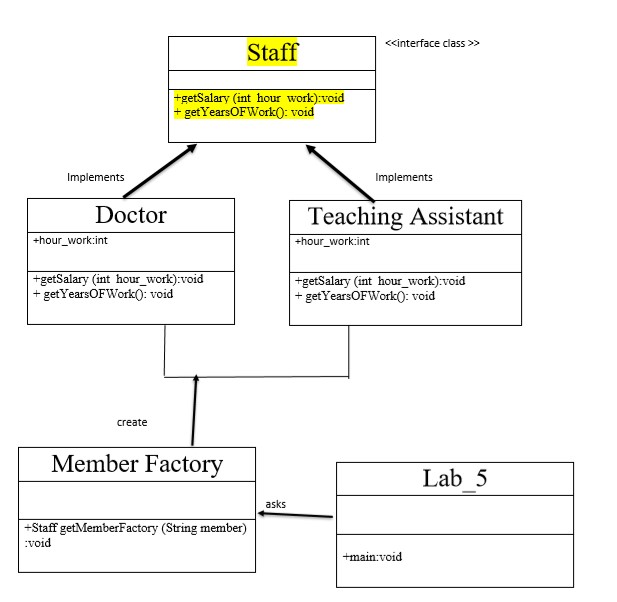 Staff
<<interface class >>
+getSalary (int hour_work):void
+ getYearsOFWork(): void
Implements
Implements
Doctor
+hour_work:int
+getSalary (int hour_work):void
+ getYearsOFWork(): void
Teaching Assistant
+hour_work:int
+getSalary (int hour_work):void
+ getYearsOFWork(): void
create
Member Factory
+Staff getMemberFactory (String member)
:void
asks
Lab_5
+main:void